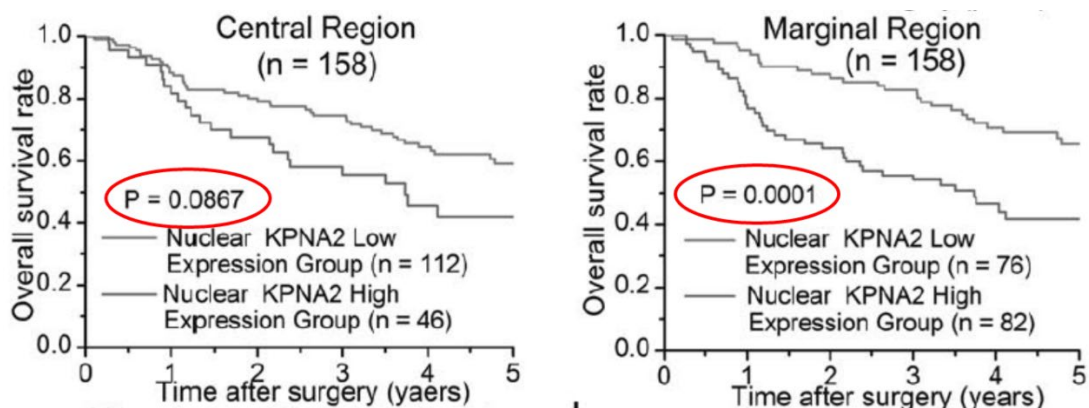 Central Region
(n = 158)
Overall survival rate
1.0
0.8
0.6
0.4
0.2
0.0
P = 0.0867
Nuclear KPNA2 Low
Expression Group (n = 112)
Nuclear KPNA2 High
Expression Group (n = 46)
0 1 2 3 4 5
Time after surgery (yaers)
Marginal Region
(n = 158)
Overall survival rate
1.0
0.8
0.6
0.4
0.2
0.0
P = 0.0001
Nuclear KPNA2 Low
Expression Group (n = 76)
Nuclear KPNA2 High
Expression Group (n = 82)
0 1 2 3 4 5
Time after surgery (yaers)